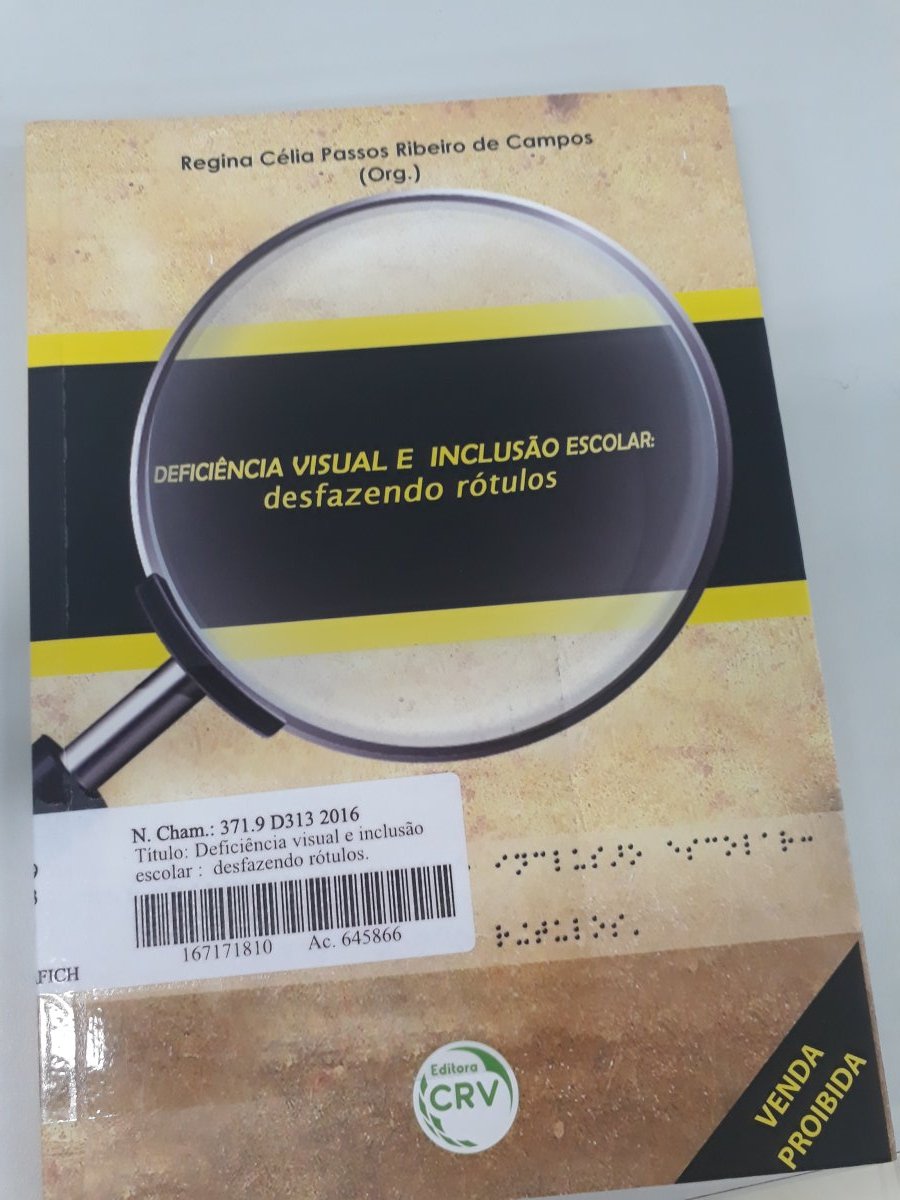 Regina Célia Passos Ribeiro de Campos
(Org.)
DEFICIÊNCIA VISUAL E INCLUSÃO ESCOLAR:
desfazendo rótulos
N. Cham.: 371.9 D313 2016
Título: Deficiência visual e inclusão
escolar : desfazendo rótulos.
167171810 Ac. 645866
FICH
Editora
CRV
VENDA
PROIBIDA